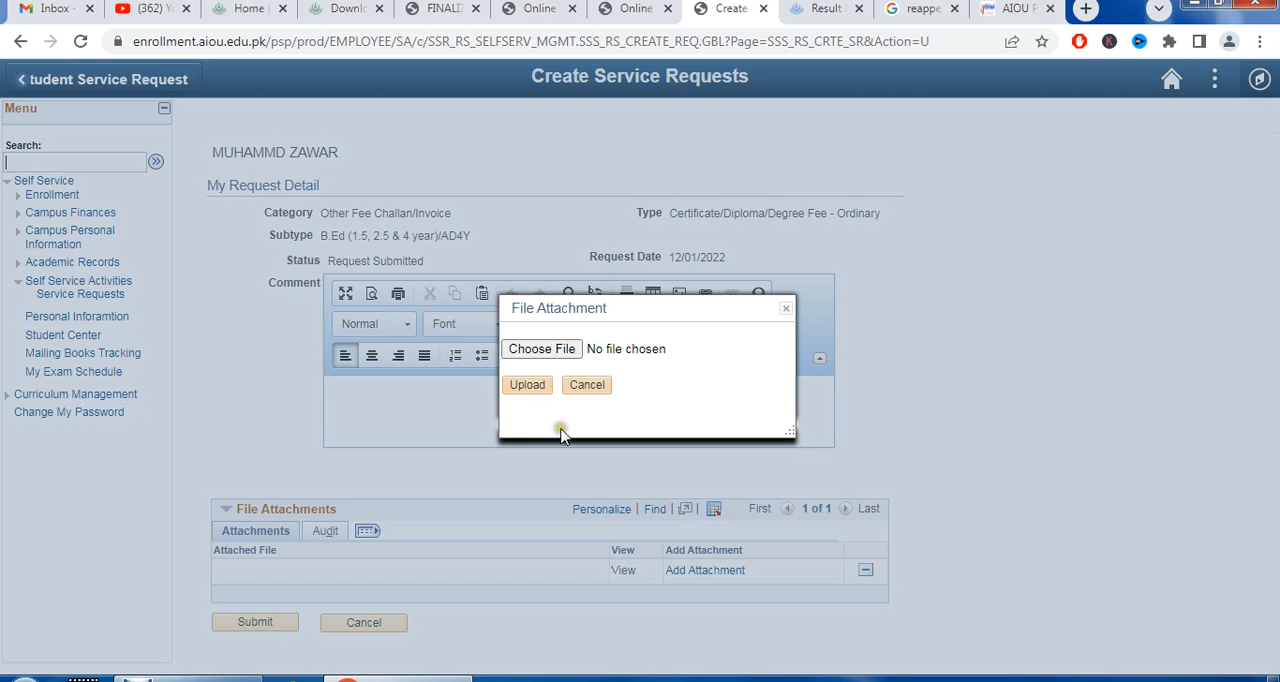 Inbox -
(362) Yo
Home |
Downlo
FINALI
Online
Online
Create
Result
reappe
AIOU P
enrollment.aiou.edu.pk/psp/prod/EMPLOYEE/SA/c/SSR_RS_SELFSERV_MGMT.SSS_RS_CREATE_REQ.GBL?Page=SSS_RS_CRTE_SR&Action=U
tudent Service Request
Create Service Requests
Menu
Search:
Self Service
Enrollment
Campus Finances
Campus Personal
Information
Academic Records
Self Service Activities
Service Requests
Personal Inforamtion
Student Center
Mailing Books Tracking
My Exam Schedule
Curriculum Management
Change My Password
MUHAMMD ZAWAR
My Request Detail
Category Other Fee Challan/Invoice
Type Certificate/Diploma/Degree Fee - Ordinary
Subtype B.Ed (1.5, 2.5 & 4 year)/AD4Y
Status Request Submitted
Request Date 12/01/2022
Comment
Normal
Font
File Attachment
Choose File No file chosen
Upload Cancel
File Attachments
Personalize | Find | First 1 of 1 Last
Attachments Audit
Attached File View Add Attachment
View Add Attachment
Submit Cancel